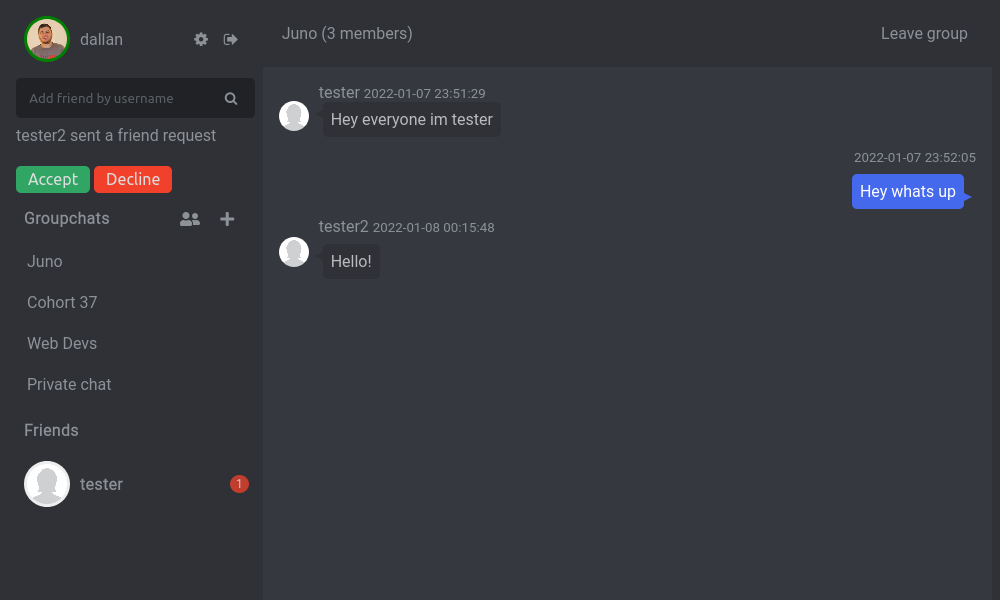 dallan
Add friend by username
tester2 sent a friend request
Accept Decline
Groupchats
Juno
Cohort 37
Web Devs
Private chat
Friends
tester 1
Juno (3 members) Leave group
tester 2022-01-07 23:51:29
Hey everyone im tester
2022-01-07 23:52:05
Hey whats up
tester2 2022-01-08 00:15:48
Hello!